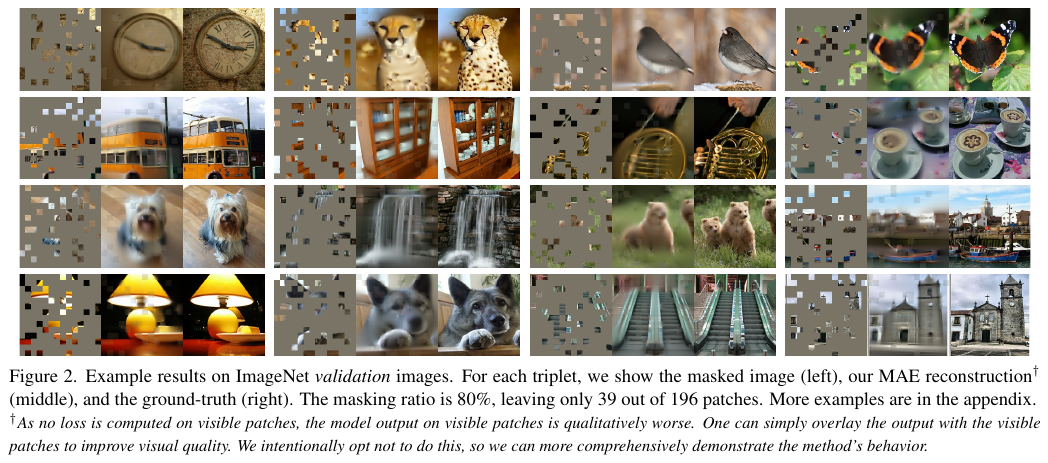 Figure 2. Example results on ImageNet validation images. For each triplet, we show the masked image (left), our MAE reconstruction†
(middle), and the ground-truth (right). The masking ratio is 80%, leaving only 39 out of 196 patches. More examples are in the appendix.
†As no loss is computed on visible patches, the model output on visible patches is qualitatively worse. One can simply overlay the output with the visible
patches to improve visual quality. We intentionally opt not to do this, so we can more comprehensively demonstrate the method's behavior.